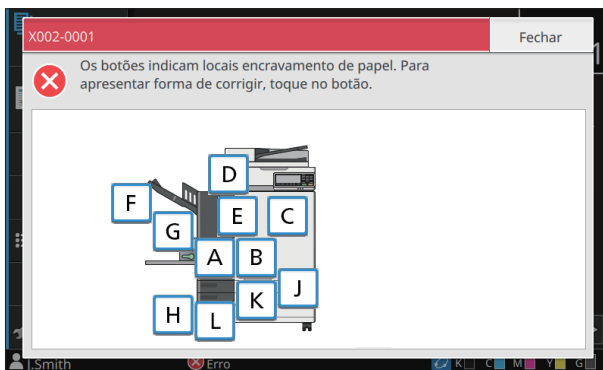 X002-0001
Fechar
Os botões indicam locais encravamento de papel. Para
apresentar forma de corrigir, toque no botão.
D
F
E
C
G
A
B
J
K
H
L
J.Smith
Erro
K
C
M
Y
G